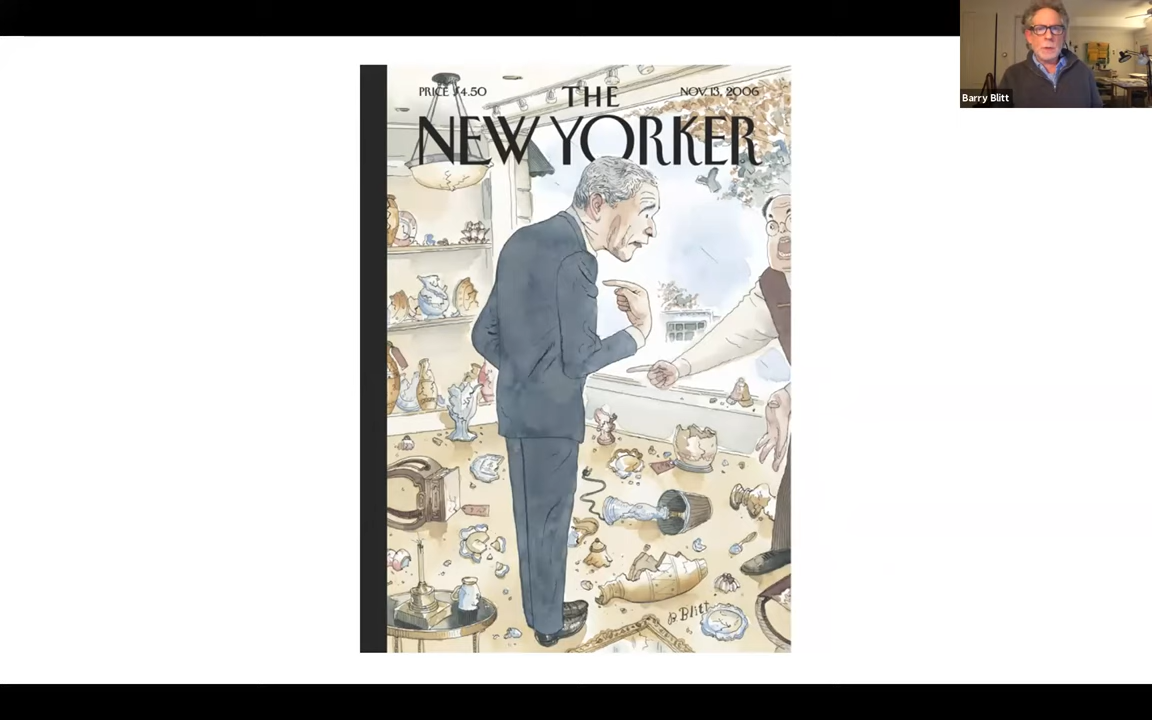 PRICE $4.50
THE
NOV. 13, 2006
NEW YORKER
B Blitt
Barry Blitt